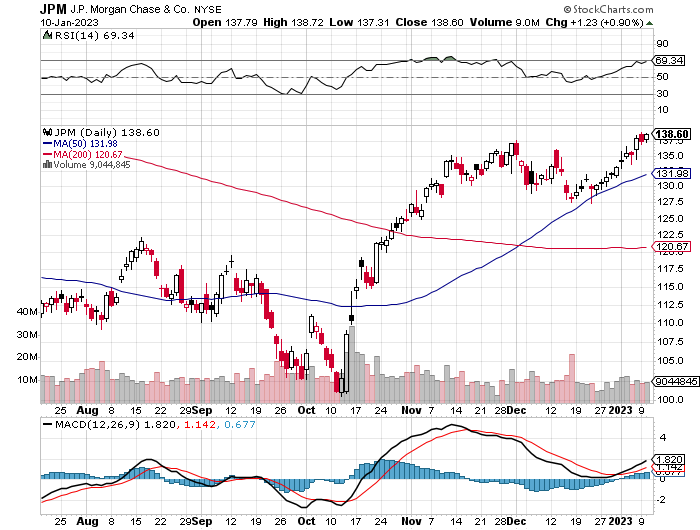 JPM J.P. Morgan Chase & Co. NYSE © StockCharts.com
10-Jan-2023 Open 137.79 High 138.72 Low 137.31 Close 138.60 Volume 9.0M Chg +1.23 (+0.90%)
RSI(14) 69.34
90
69.34
50
30
10
JPM (Daily) 138.60
MA(50) 131.98
MA(200) 120.67
Volume 9,044,845
138.60
137.5
131.98
130.0
127.5
125.0
122.5
120.67
117.5
115.0
112.5
110.0
107.5
105.0
100.0
40M
30M
20M
10M
9044845
25 Aug 8 15 22 29 Sep 12 19 26 Oct 10 17 24 Nov 7 14 21 28 Dec 12 19 27 2023 9
MACD(12,26,9) 1.820, 1.142, 0.677
4
1.820
1.142
0
-2
25 Aug 8 15 22 29 Sep 12 19 26 Oct 10 17 24 Nov 7 14 21 28 Dec 12 19 27 2023 9